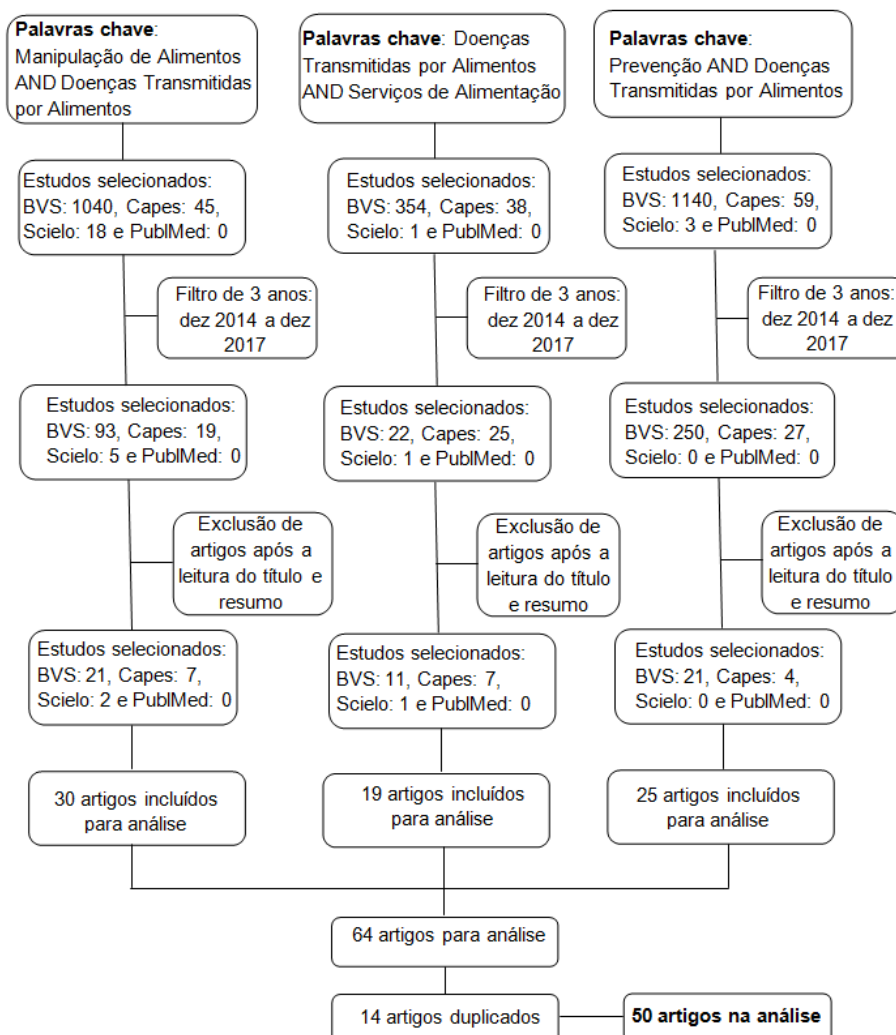 Palavras chave:
Manipulação de Alimentos
AND Doenças Transmitidas
por Alimentos
Palavras chave: Doenças
Transmitidas por Alimentos
AND Serviços de Alimentação
Palavras chave:
Prevenção AND Doenças
Transmitidas por Alimentos
Estudos selecionados:
BVS: 1040, Capes: 45,
Scielo: 18 e PublMed: 0
Estudos selecionados:
BVS: 354, Capes: 38,
Scielo: 1 e PublMed: 0
Estudos selecionados:
BVS: 1140, Capes: 59,
Scielo: 3 e PublMed: 0
Filtro de 3 anos:
dez 2014 a dez
2017
Filtro de 3 anos:
dez 2014 a dez
2017
Filtro de 3 anos:
dez 2014 a dez
2017
Estudos selecionados:
BVS: 93, Capes: 19,
Scielo: 5 e PublMed: 0
Estudos selecionados:
BVS: 22, Capes: 25,
Scielo: 1 e PublMed: 0
Estudos selecionados:
BVS: 250, Capes: 27,
Scielo: 0 e PublMed: 0
Exclusão de
artigos após a
leitura do título e
resumo
Exclusão de
artigos após a
leitura do título
e resumo
Exclusão de
artigos após a
leitura do título
e resumo
Estudos selecionados:
BVS: 21, Capes: 7,
Scielo: 2 e PublMed: 0
Estudos selecionados:
BVS: 11, Capes: 7,
Scielo: 1 e PublMed: 0
Estudos selecionados:
BVS: 21, Capes: 4,
Scielo: 0 e PublMed: 0
30 artigos incluídos
para análise
19 artigos incluídos
para análise
25 artigos incluídos
para análise
64 artigos para análise
14 artigos duplicados
50 artigos na análise